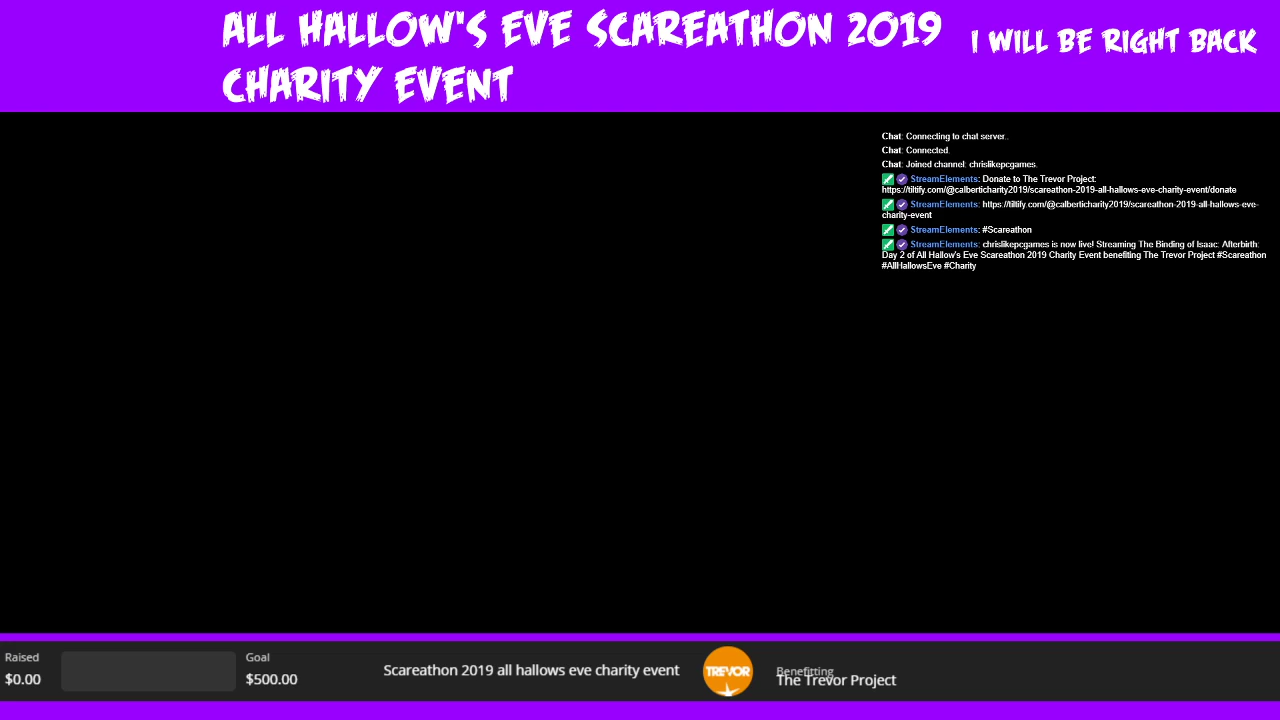 ALL HALLOW'S EVE SCAREATHON 2019
CHARITY EVENT
I WILL BE RIGHT BACK
Chat: Connecting to chat server..
Chat: Connected.
Chat: Joined channel: chrislikepcgames.
StreamElements: Donate to The Trevor Project:
https://tiltify.com/@calberticharity2019/scareathon-2019-all-hallows-eve-charity-event/donate
StreamElements: https://tiltify.com/@calberticharity2019/scareathon-2019-all-hallows-eve-
charity-event
StreamElements: #Scareathon
StreamElements: chrislikepcgames is now live! Streaming The Binding of Isaac: Afterbirth:
Day 2 of All Hallow's Eve Scareathon 2019 Charity Event benefiting The Trevor Project #Scareathon
#AllHallowsEve #Charity
Raised
$0.00
Goal
$500.00
Scareathon 2019 all hallows eve charity event
TREVOR
Benefitting
The Trevor Project